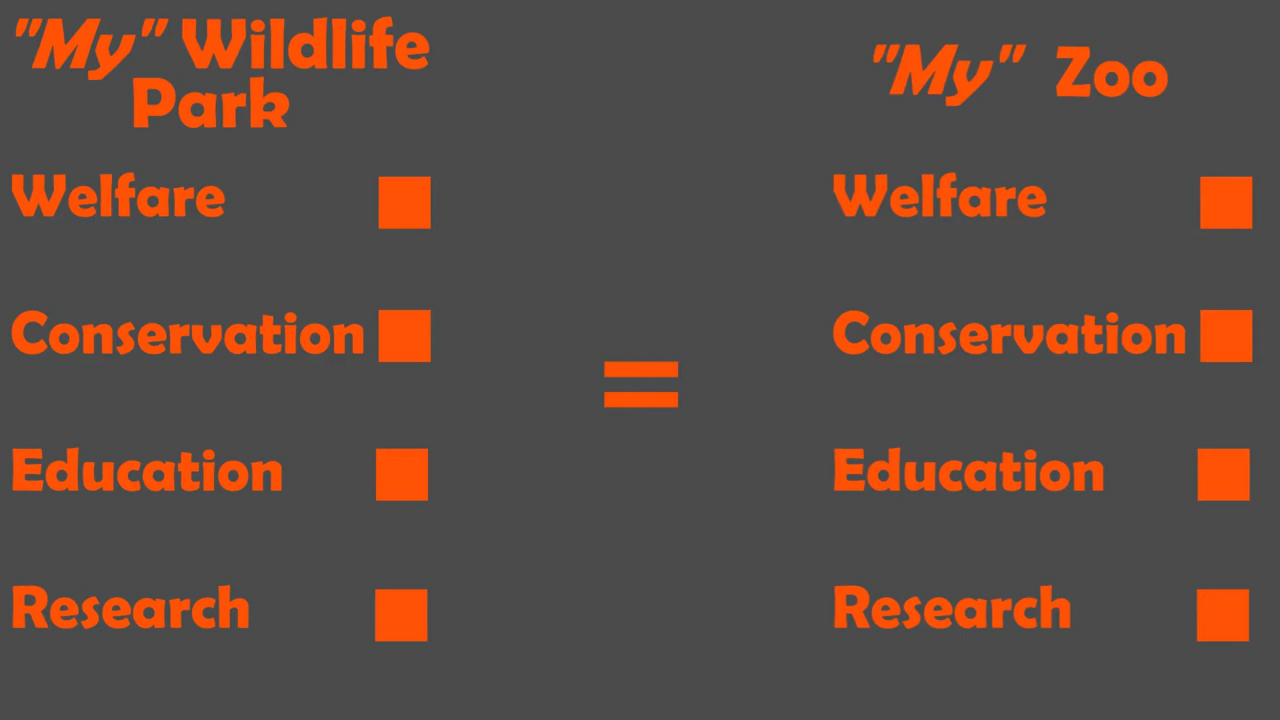 "My" Wildlife
Park
Welfare
Conservation
Education
Research
=
"My" Zoo
Welfare
Conservation
Education
Research